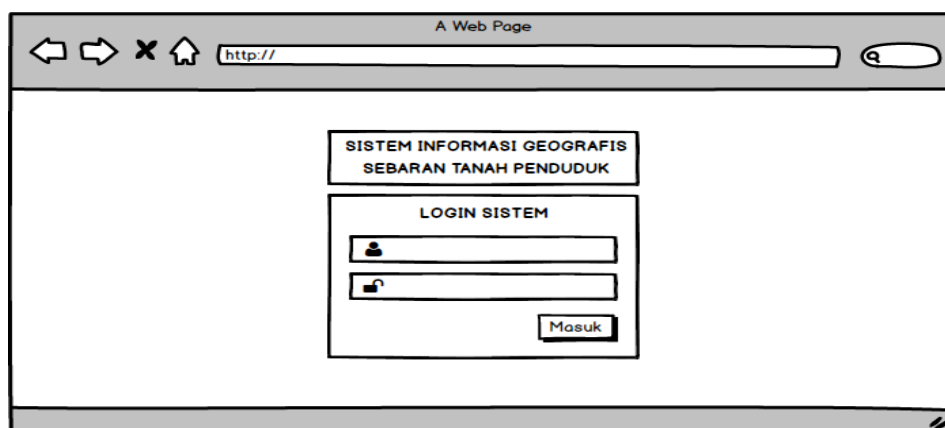 A Web Page
http://
SISTEM INFORMASI GEOGRAFIS
SEBARAN TANAH PENDUDUK
LOGIN SISTEM
Masuk